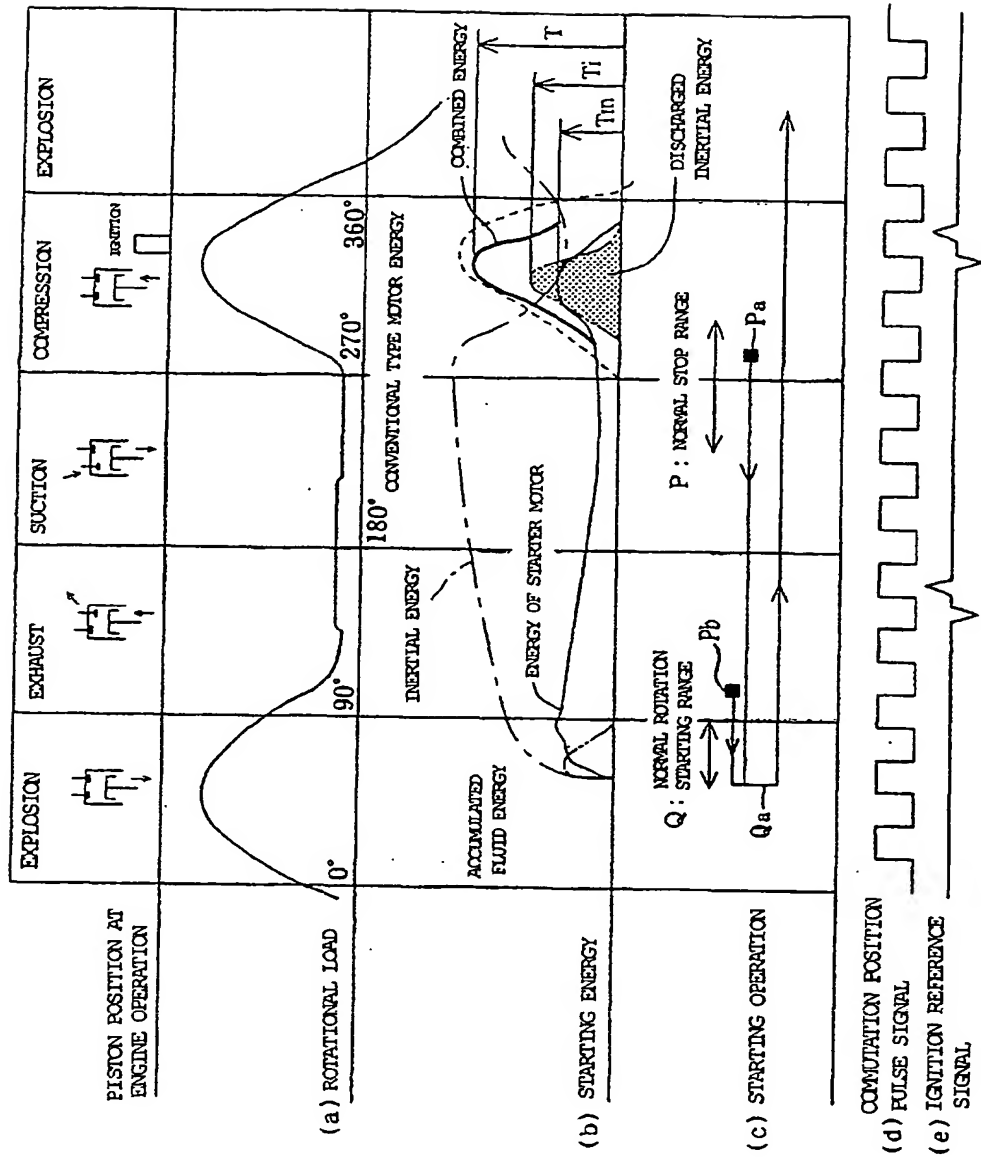 EXPLOSION
EXHAUST
SUCTION
COMPRESSION
EXPLOSION
PISTON POSITION AT
ENGINE OPERATION
IGNITION
(a) ROTATIONAL LOAD
0°
90°
180°
270°
360°
CONVENTIONAL TYPE MOTOR ENERGY
COMBINED ENERGY
INERTIAL ENERGY
ACCUMULATED
FLUID ENERGY
ENERGY OF STARTER MOTOR
Tm
Ti
T
DISCHARGED
INERTIAL ENERGY
(b) STARTING ENERGY
Q : NORMAL ROTATION
STARTING RANGE
P : NORMAL STOP RANGE
Pb
Pa
Qa
(c) STARTING OPERATION
COMMUTATION POSITION
(d) PULSE SIGNAL
(e) IGNITION REFERENCE
SIGNAL